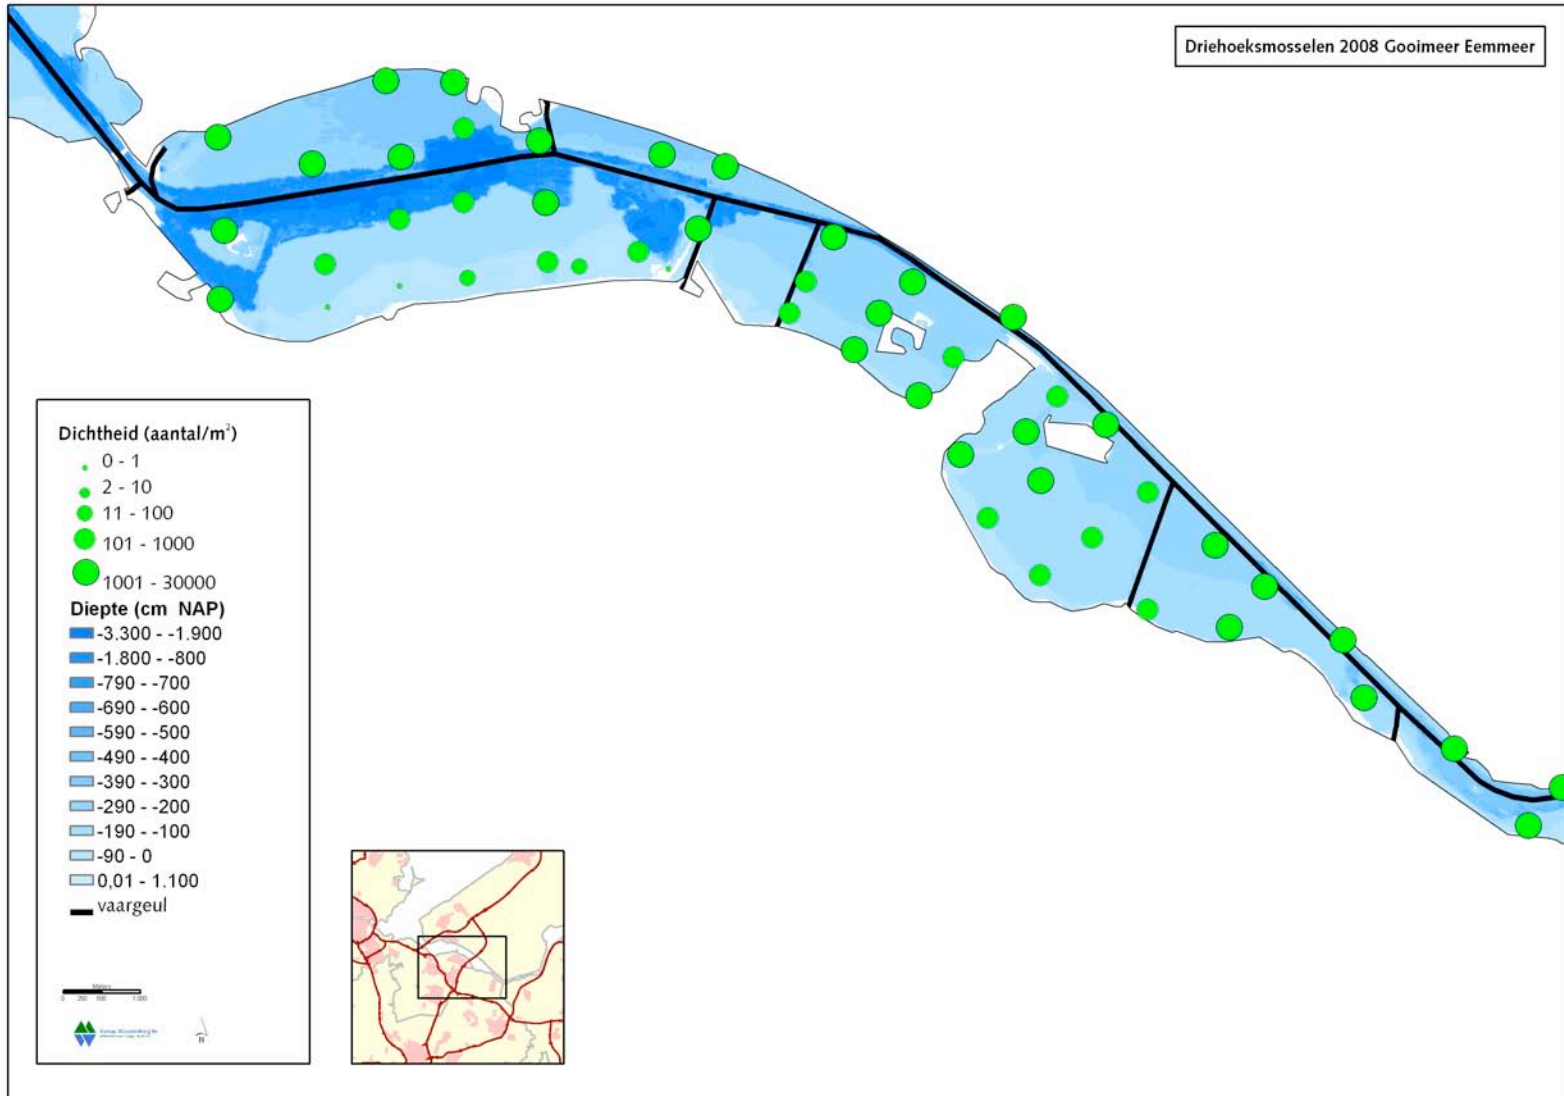 Driehoeksmosselen 2008 Gooimeer Eemmeer
Dichtheid (aantal/m²)
0 - 1
2 - 10
11 - 100
101 - 1000
1001 - 30000
Diepte (cm NAP)
-3.300 - -1.900
-1.800 - -800
-790 - -700
-690 - -600
-590 - -500
-490 - -400
-390 - -300
-290 - -200
-190 - -100
-90 - 0
0,01 - 1.100
vaargeul
Meters
N